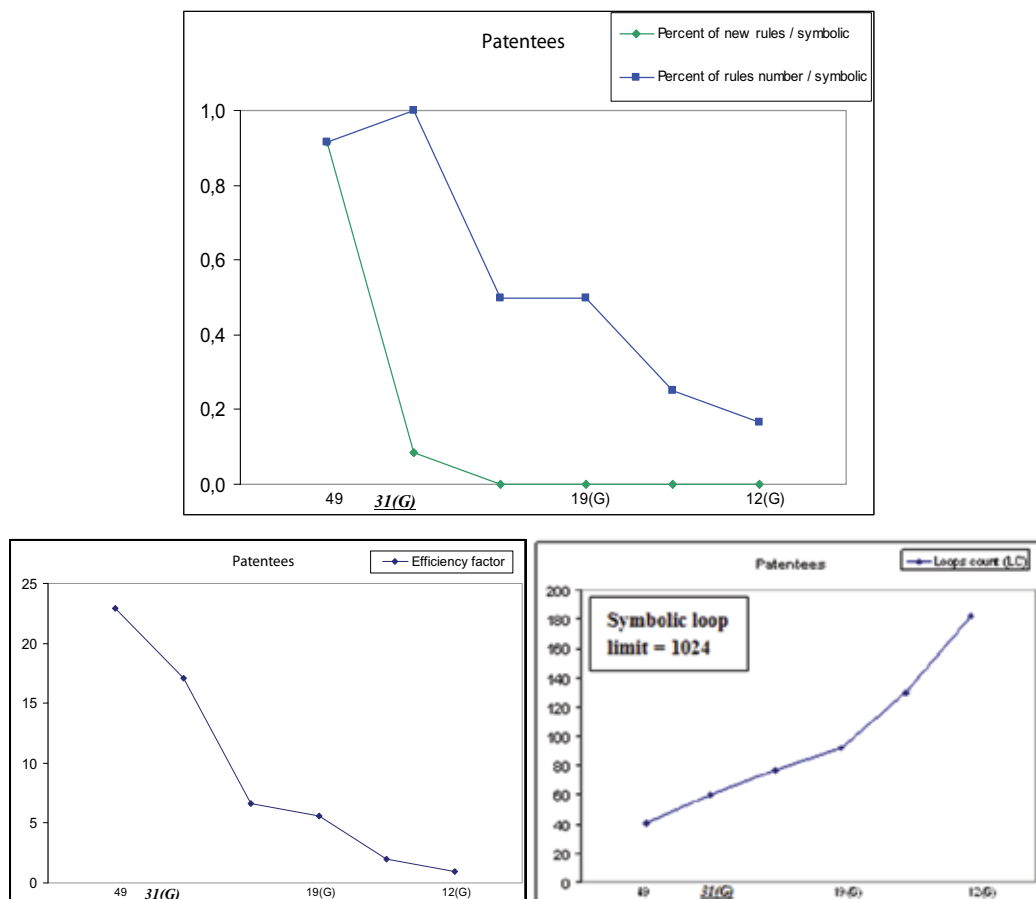 Patentees
Percent of new rules / symbolic
Percent of rules number / symbolic
1,0
0,8
0,6
0,4
0,2
0,0
49 31(G) 19(G) 12(G)
Patentees
Efficiency factor
25
20
15
10
5
0
49 31(G) 19(G) 12(G)
Patentees
Loops count (LC)
Symbolic loop
limit = 1024
200
180
160
140
120
100
80
60
40
20
0
49 31(G) 19(G) 12(G)